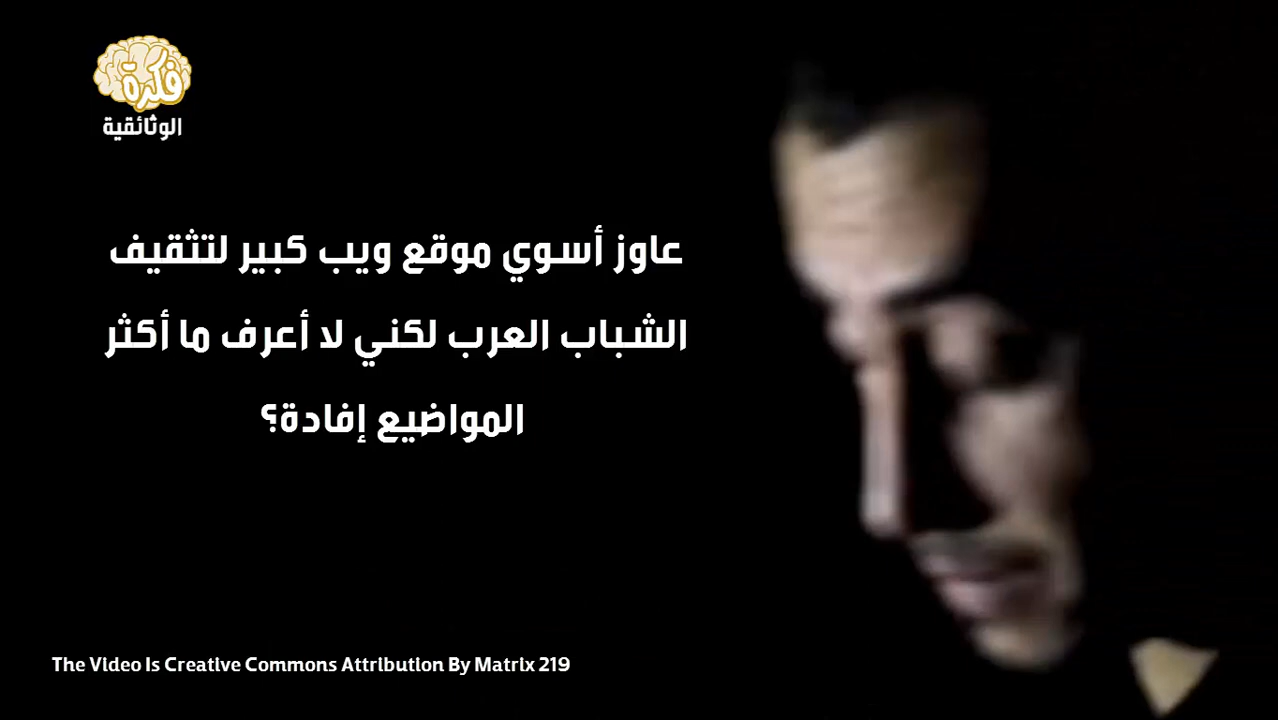 فكرة
الوثائقية
عاوز أسوي موقع ويب كبير لتثقيف
الشباب العرب لكني لا أعرف ما أكثر
المواضيع إفادة؟
The Video Is Creative Commons Attribution By Matrix 219